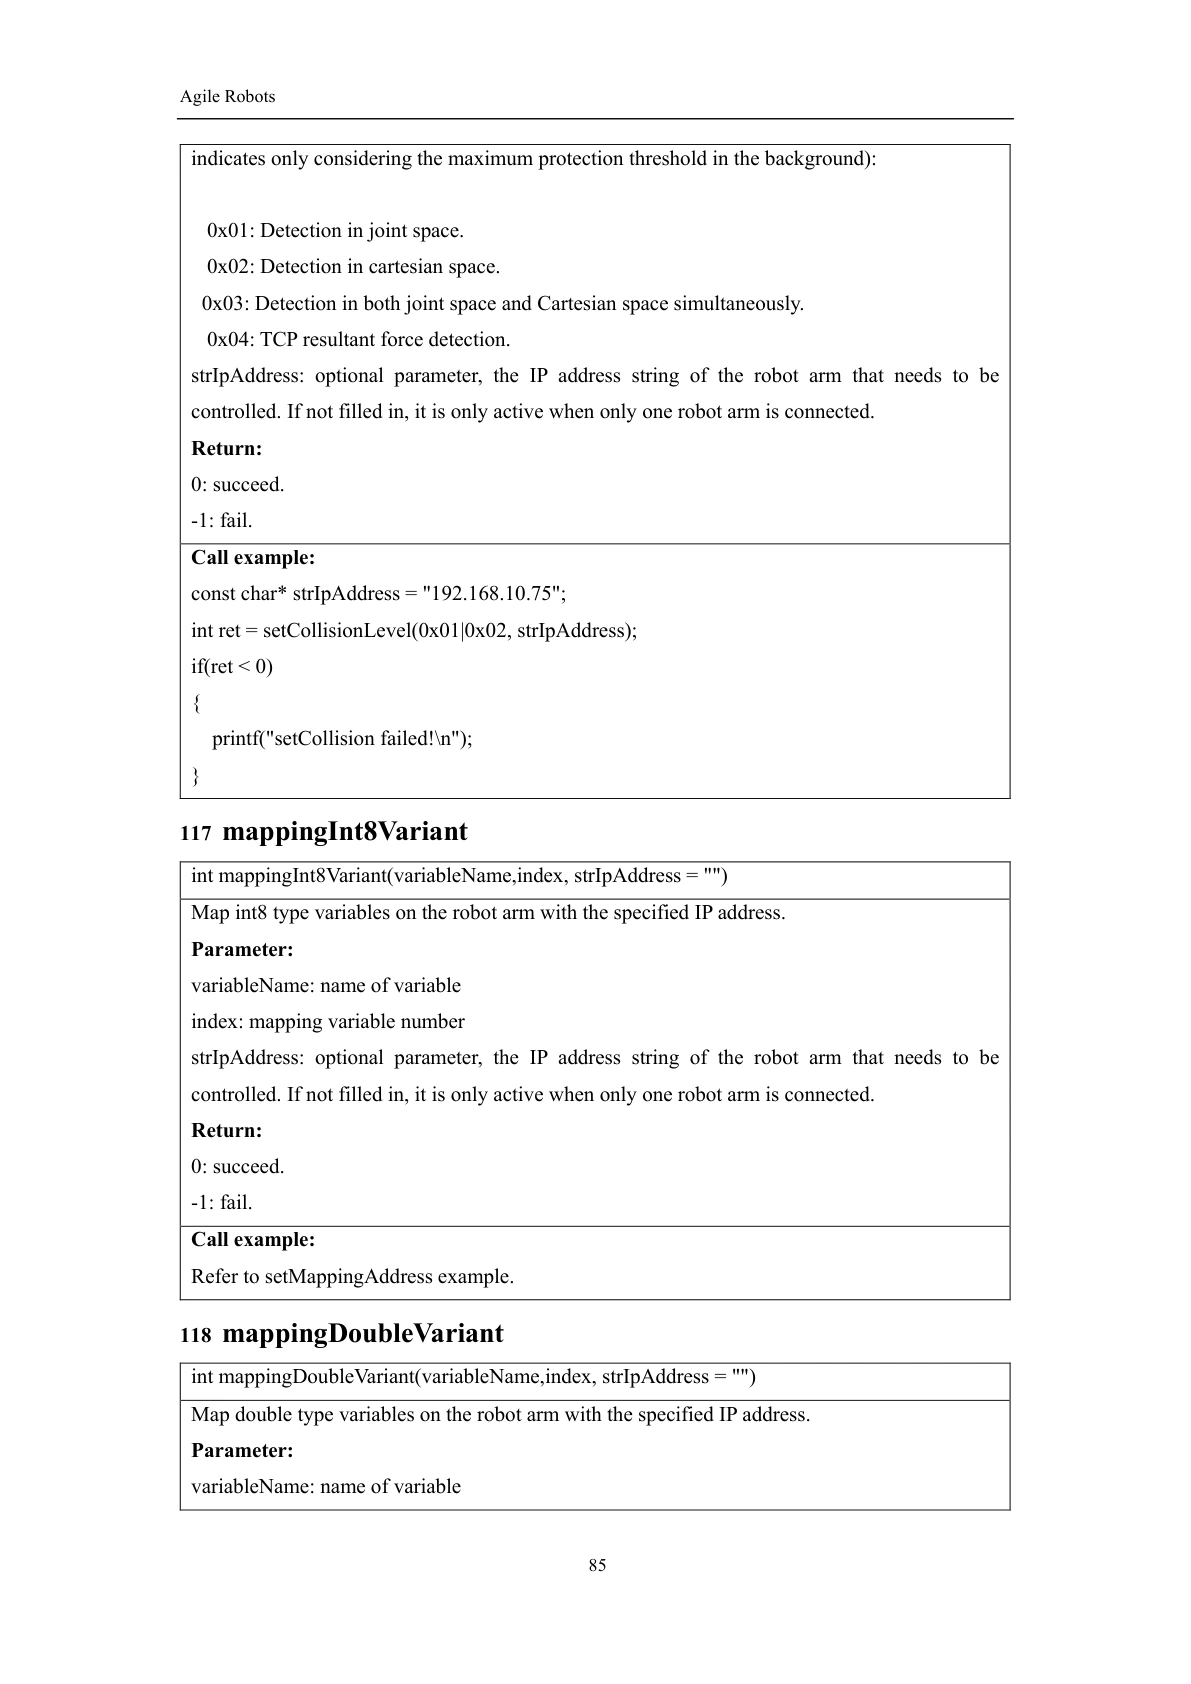 Agile Robots
indicates only considering the maximum protection threshold in the background):
0x01: Detection in joint space.
0x02: Detection in cartesian space.
0x03: Detection in both joint space and Cartesian space simultaneously.
0x04: TCP resultant force detection.
strIpAddress: optional parameter, the IP address string of the robot arm that needs to be
controlled. If not filled in, it is only active when only one robot arm is connected.
Return:
0: succeed.
-1: fail.
Call example:
const char* strIpAddress = "192.168.10.75";
int ret = setCollisionLevel(0x01|0x02, strIpAddress);
if(ret < 0)
{
printf("setCollision failed!\n");
}
117 mappingInt8Variant
int mappingInt8Variant(variableName,index, strIpAddress = "")
Map int8 type variables on the robot arm with the specified IP address.
Parameter:
variableName: name of variable
index: mapping variable number
strIpAddress: optional parameter, the IP address string of the robot arm that needs to be
controlled. If not filled in, it is only active when only one robot arm is connected.
Return:
0: succeed.
-1: fail.
Call example:
Refer to setMappingAddress example.
118 mappingDoubleVariant
int mappingDoubleVariant(variableName,index, strIpAddress = "")
Map double type variables on the robot arm with the specified IP address.
Parameter:
variableName: name of variable
85